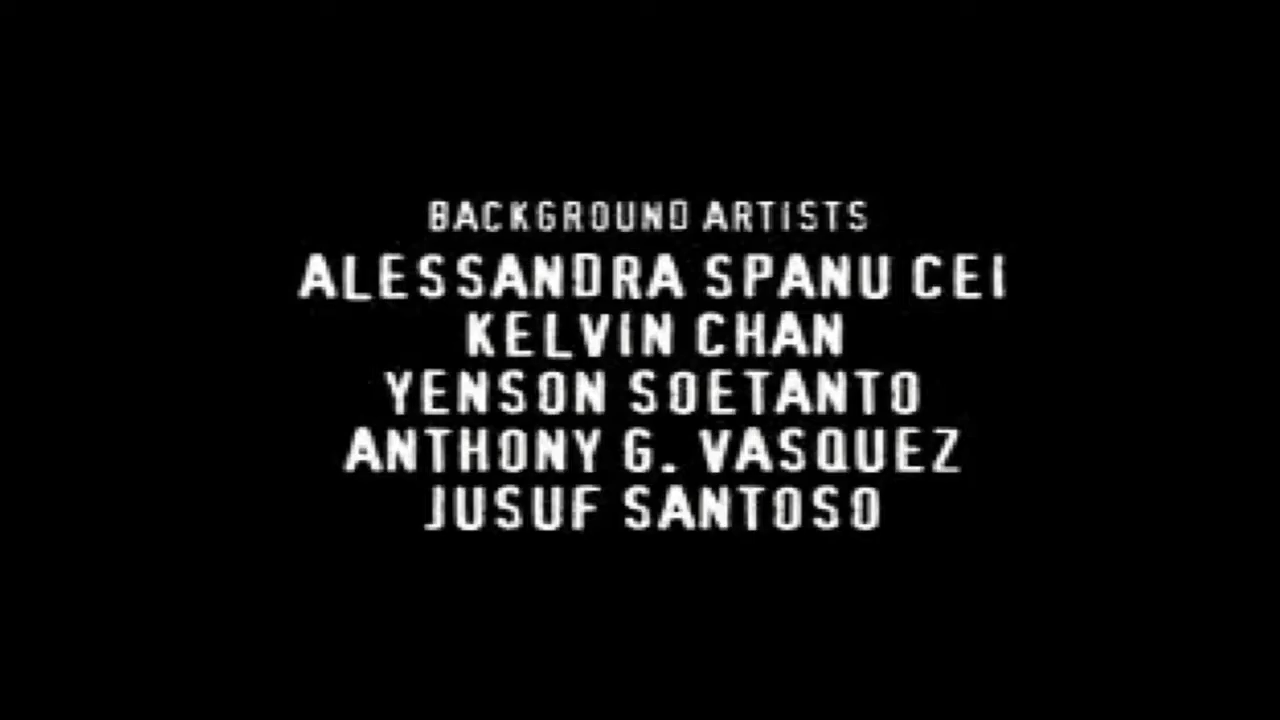 BACKGROUND ARTISTS
ALESSANDRA SPANU CEI
KELVIN CHAN
YENSON SOETANTO
ANTHONY G. VASQUEZ
JUSUF SANTOSO